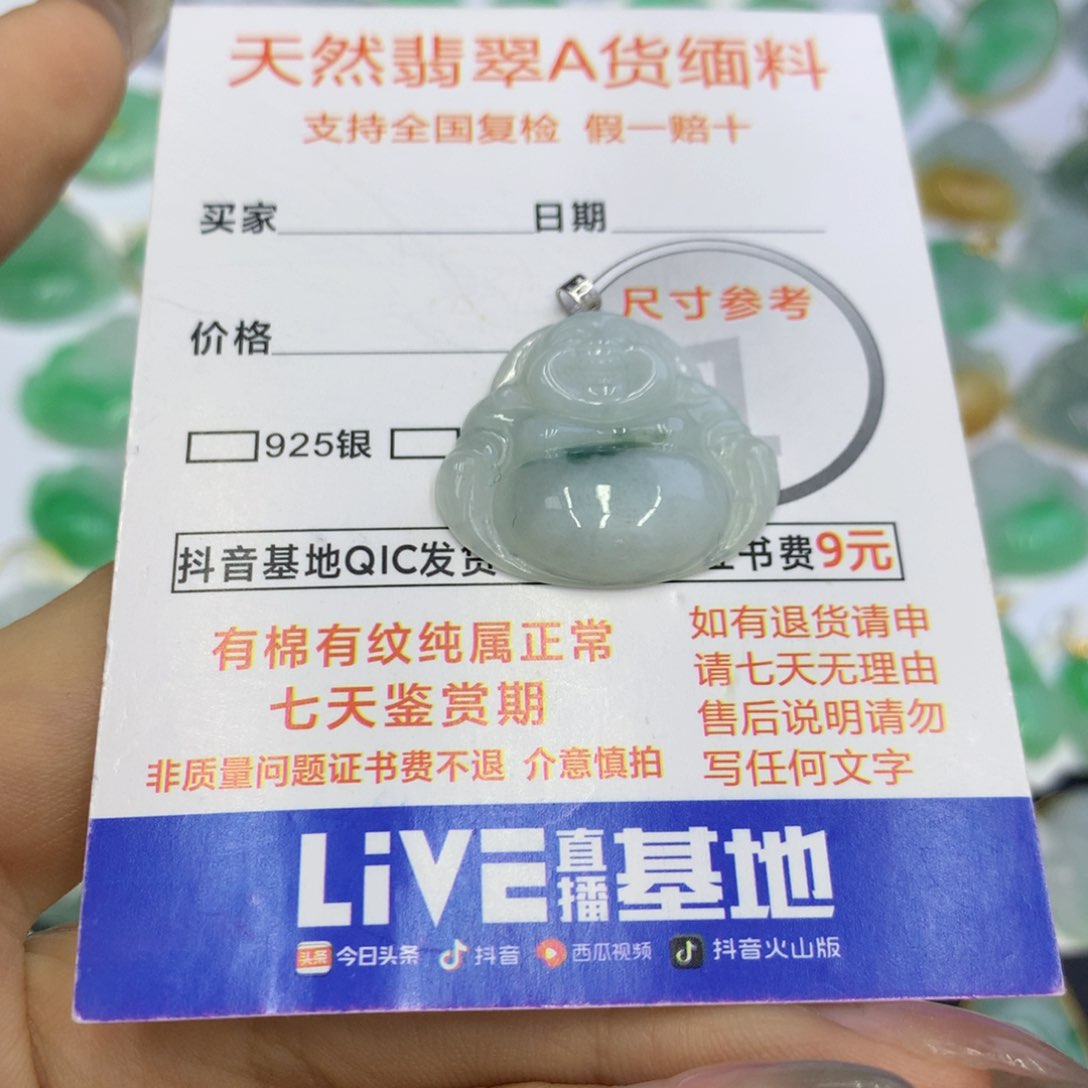 天然翡翠A货缅料
支持全国复检 假一赔十
买家 日期
尺寸参考
价格
925银
抖音基地QIC发货 书费9元
有棉有纹纯属正常
七天鉴赏期
非质量问题证书费不退 介意慎拍
如有退货请申
请七天无理由
售后说明请勿
写任何文字
LiVE直播基地
头条 今日头条 抖音 西瓜视频 抖音火山版